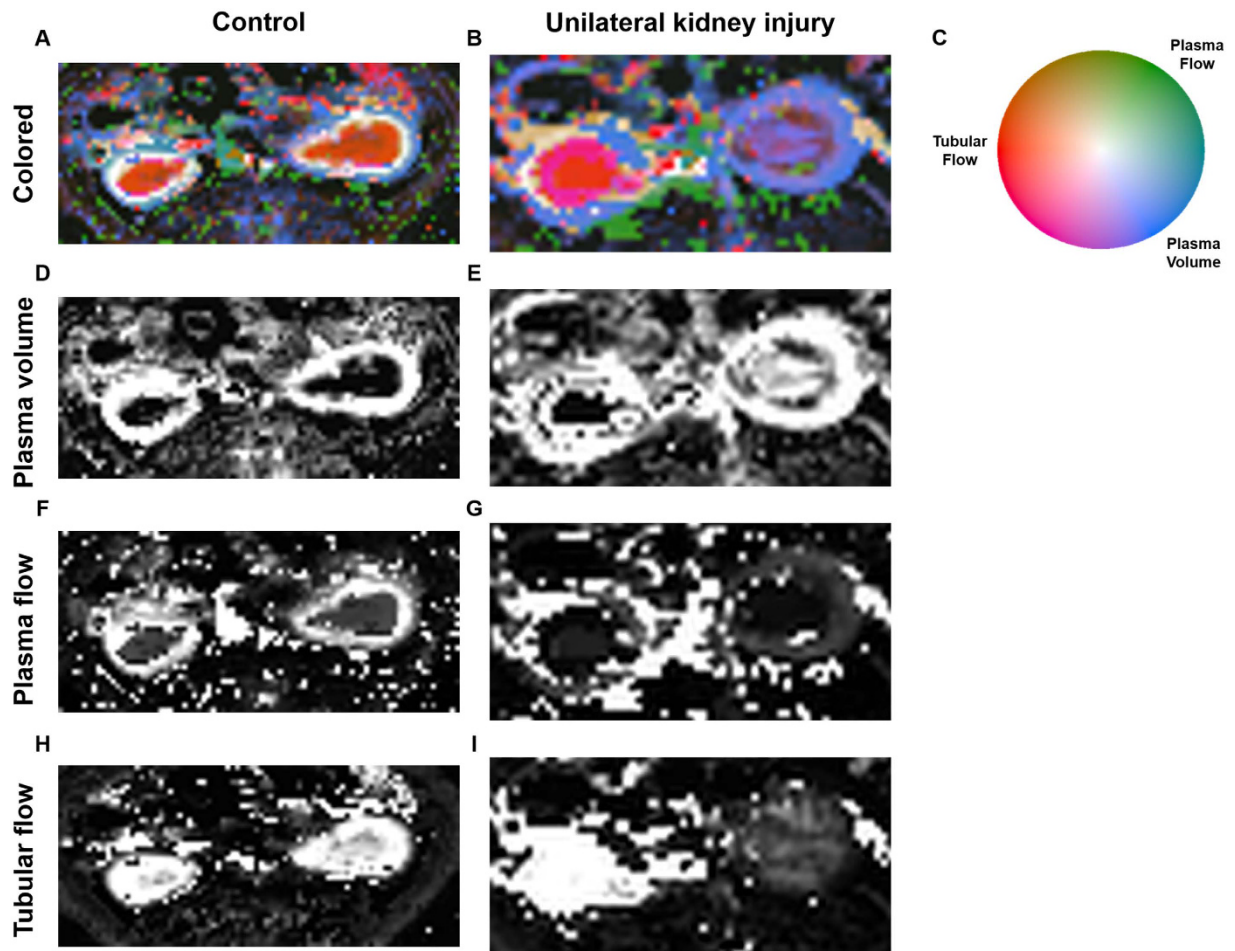 Control
Unilateral kidney injury
A
B
C
Colored
Plasma
Flow
Tubular
Flow
Plasma
Volume
D
E
Plasma volume
F
G
Plasma flow
H
I
Tubular flow